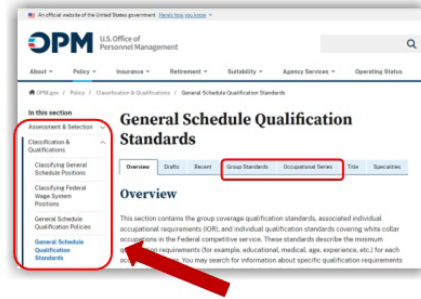 An official website of the United States government Here's how you know
OPM U.S. Office of
Personnel Management
About Policy Insurance Retirement Suitability Agency Services Operating Status
OPM.gov / Policy / Classification & Qualifications / General Schedule Qualification Standards
In this section
Assessment & Selection
Classification &
Qualifications
Classifying General
Schedule Positions
Classifying Federal
Wage System
Positions
General Schedule
Qualification Policies
General Schedule
Qualification
Standards
General Schedule Qualification
Standards
Overview Drafts Recent Group Standards Occupational Series Title Specialties
Overview
This section contains the group coverage qualification standards, associated individual
occupational requirements (IOR), and individual qualification standards covering white collar
occupations in the Federal competitive service. These standards describe the minimum
qualification requirements (for example, educational, medical, age, experience, etc.) for each
You may search for information about specific qualification requirements